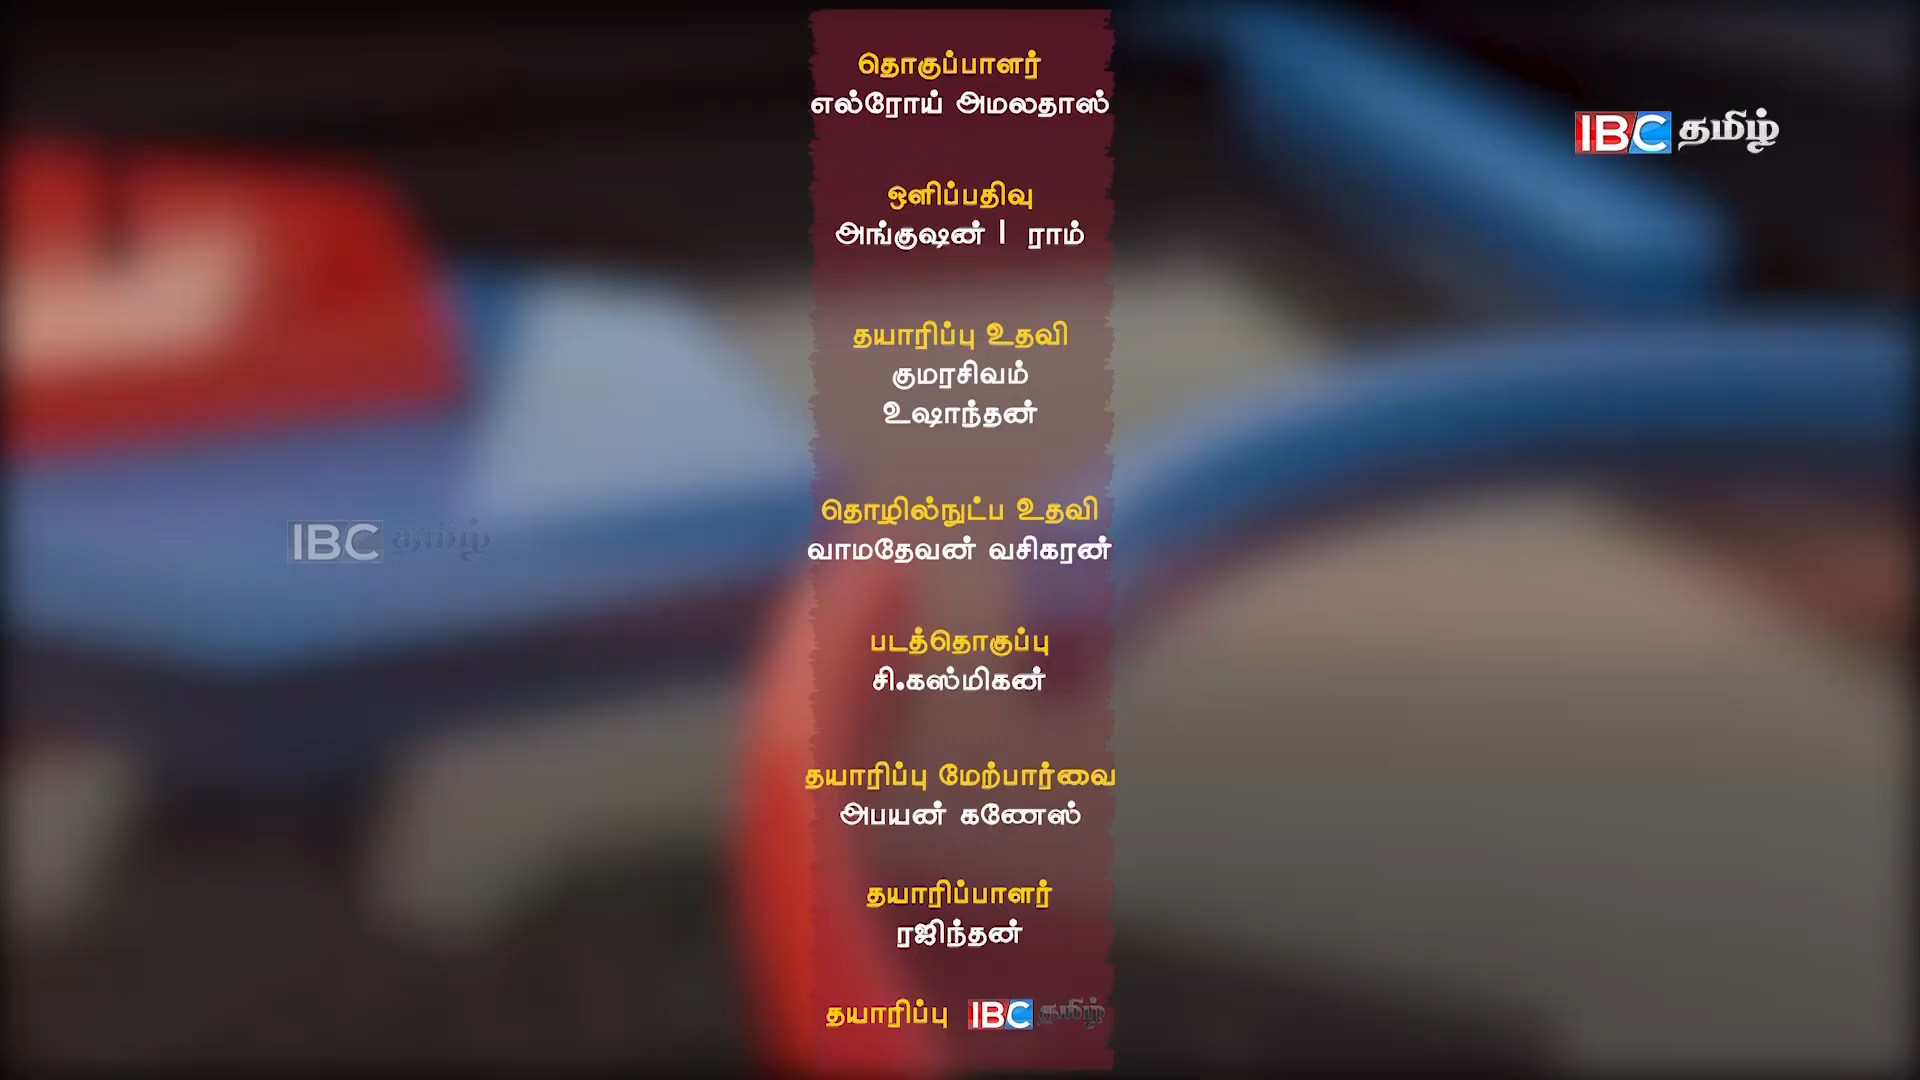 தொகுப்பாளர்
எல்ரோய் அமலதாஸ்
IBC தமிழ்
ஒளிப்பதிவு
அங்குஷன் | ராம்
தயாரிப்பு உதவி
குமரசிவம்
உஷாந்தன்
தொழில்நுட்ப உதவி
வாமதேவன் வசிகரன்
IBC தமிழ்
படத்தொகுப்பு
சி.கஸ்மிகன்
தயாரிப்பு மேற்பார்வை
அபயன் கணேஸ்
தயாரிப்பாளர்
ரஜிந்தன்
தயாரிப்பு IBC தமிழ்